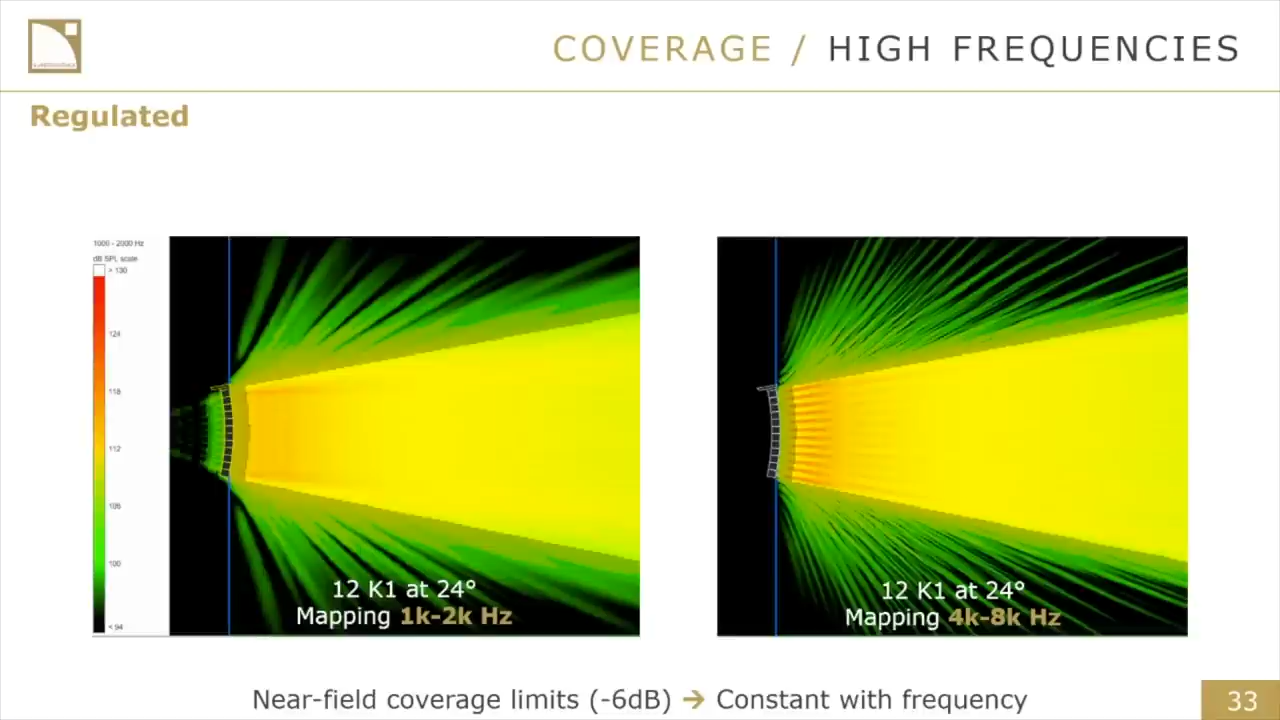 COVERAGE / HIGH FREQUENCIES
Regulated
1000 - 2000 Hz
dB SPL scale
> 130
124
118
112
106
100
< 94
12 K1 at 24°
Mapping 1k-2k Hz
12 K1 at 24°
Mapping 4k-8k Hz
Near-field coverage limits (-6dB) → Constant with frequency
33